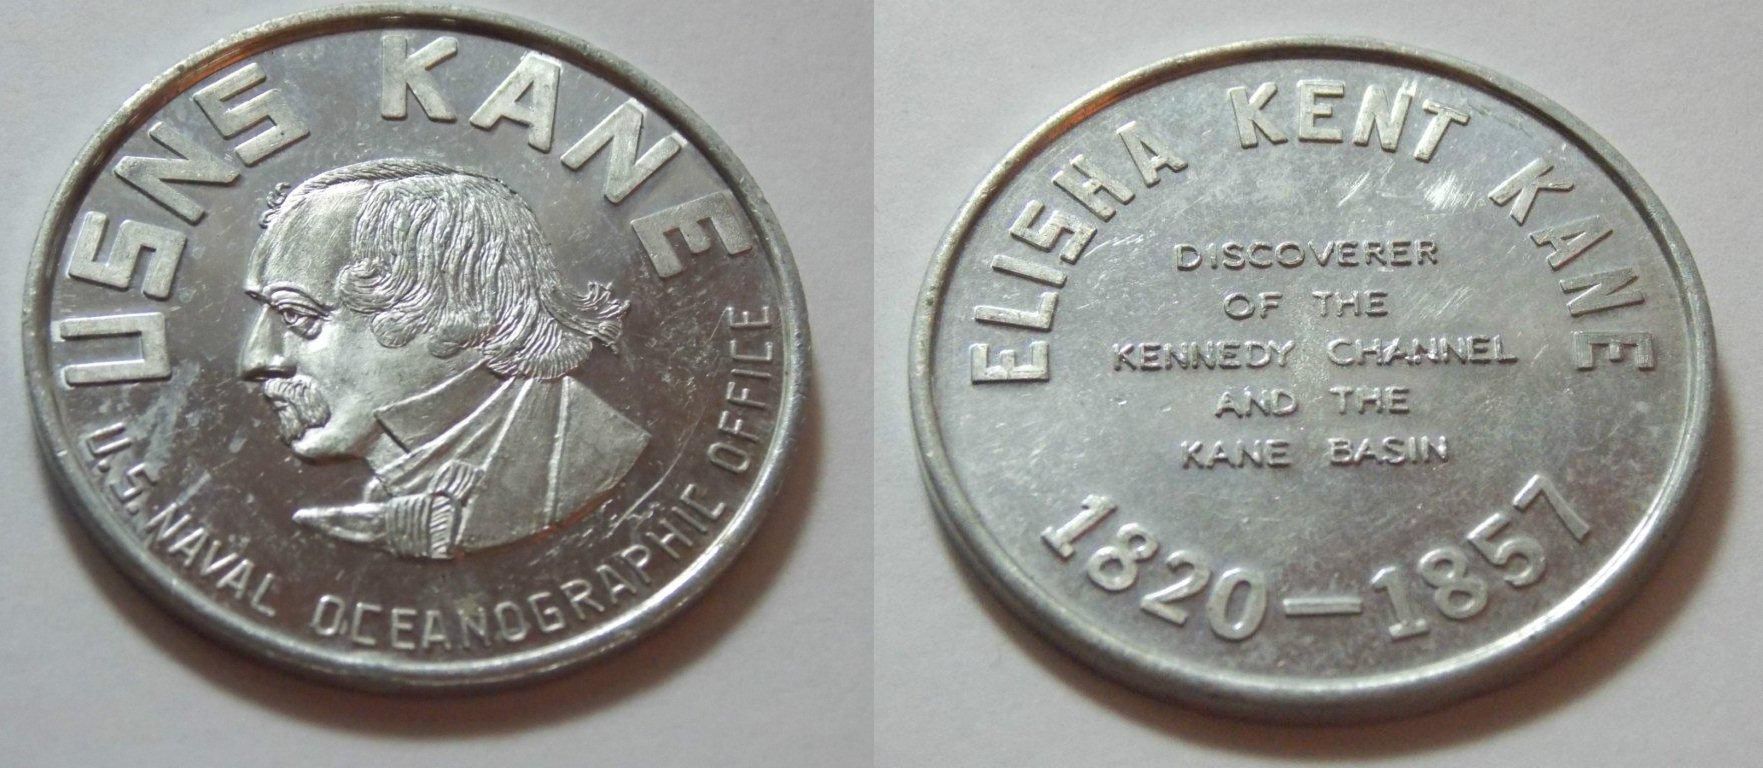 USNS KANE
U.S. NAVAL OCEANOGRAPHIC OFFICE
ELISHA KENT KANE
DISCOVERER
OF THE
KENNEDY CHANNEL
AND THE
KANE BASIN
1820—1857